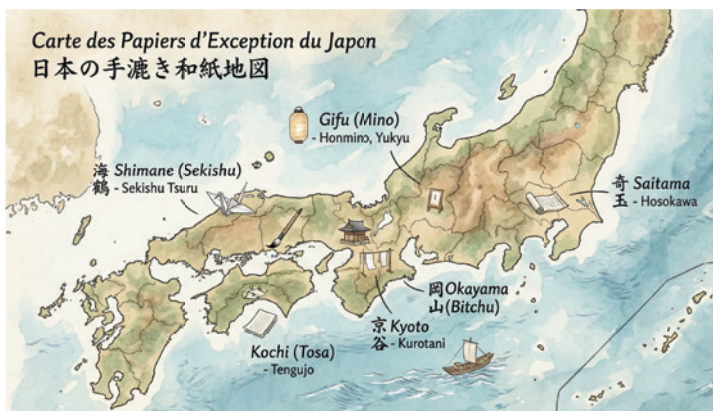 Carte des Papiers d'Exception du Japon
日本の手漉き和紙地図
Gifu (Mino)
- Honmino, Yukyu
海 Shimane (Sekishu)
鶴 - Sekishu Tsuru
奇 Saitama
玉 - Hosokawa
岡 Okayama
山 (Bitchu)
京 Kyoto
谷 - Kurotani
Kochi (Tosa)
- Tengujo